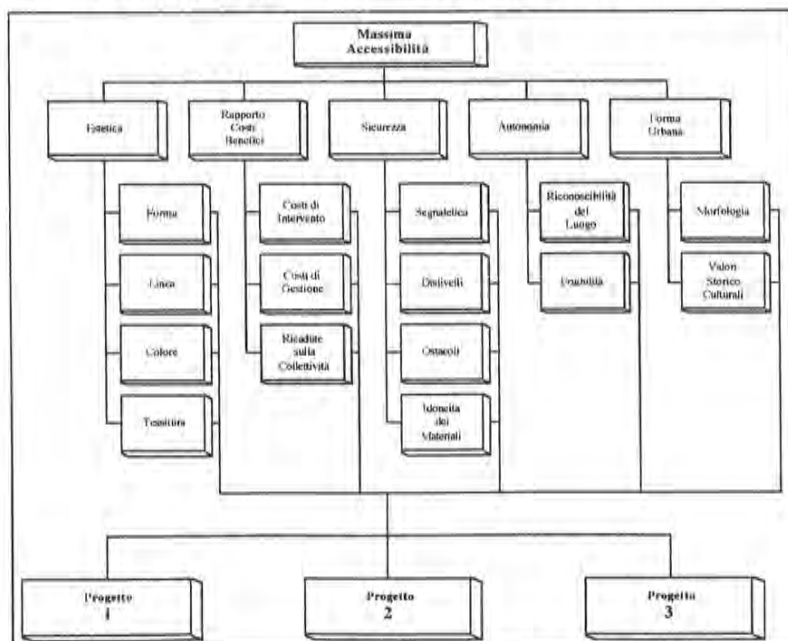 Massima
Accessibilità
Estetica
Rapporto
Costi
Benefici
Sicurezza
Autonomia
Forma
Urbana
Forma
Costi di
Intervento
Segnaletica
Riconoscibilità
del
Luogo
Morfologia
Linea
Costi di
Gestione
Dislivelli
Fruibilità
Valori
Storico
Culturali
Colore
Ricadute
sulla
Collettività
Ostacoli
Tessitura
Idoneità
dei
Materiali
Progetto
1
Progetto
2
Progetto
3